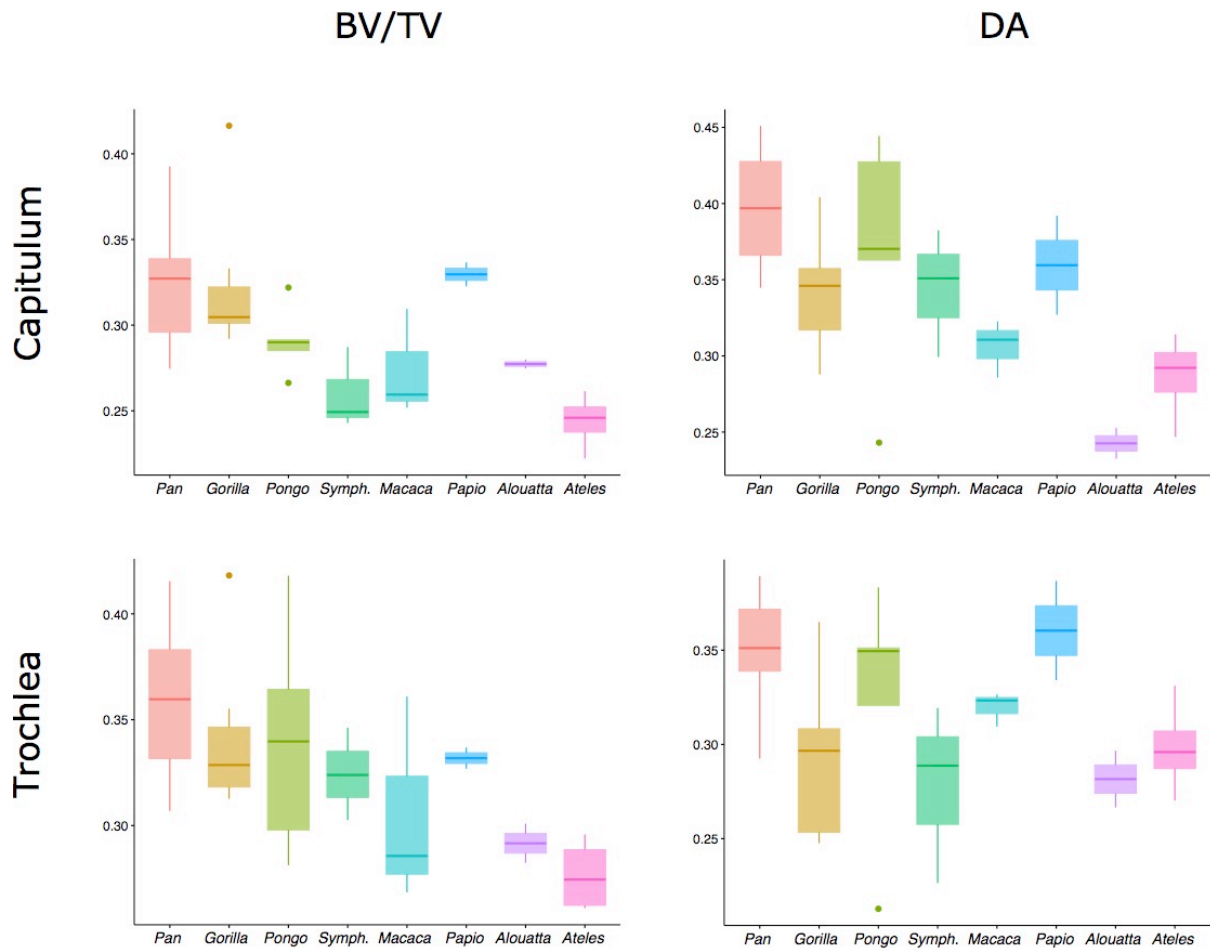 BV/TV DA
Capitulum
0.40
0.35
0.30
0.25
Pan Gorilla Pongo Symph. Macaca Papio Alouatta Ateles
0.45
0.40
0.35
0.30
0.25
Pan Gorilla Pongo Symph. Macaca Papio Alouatta Ateles
Trochlea
0.40
0.35
0.30
Pan Gorilla Pongo Symph. Macaca Papio Alouatta Ateles
0.35
0.30
0.25
Pan Gorilla Pongo Symph. Macaca Papio Alouatta Ateles